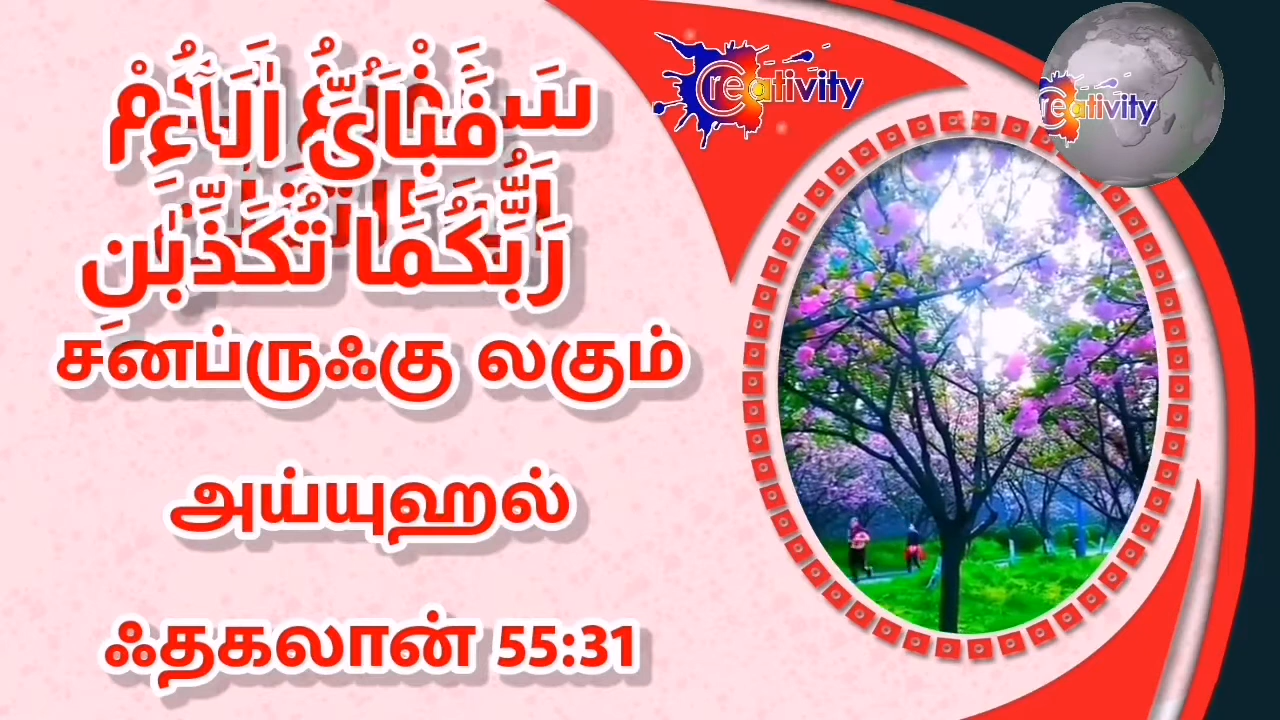 فَبِاَىِّ اٰلَآءِ
رَبِّكُمَا تُكَذِّبٰنِ
சனப்ருஃகு லகும்
அய்யுஹல்
ஃதகலான் 55:31
Creativity
Creativity